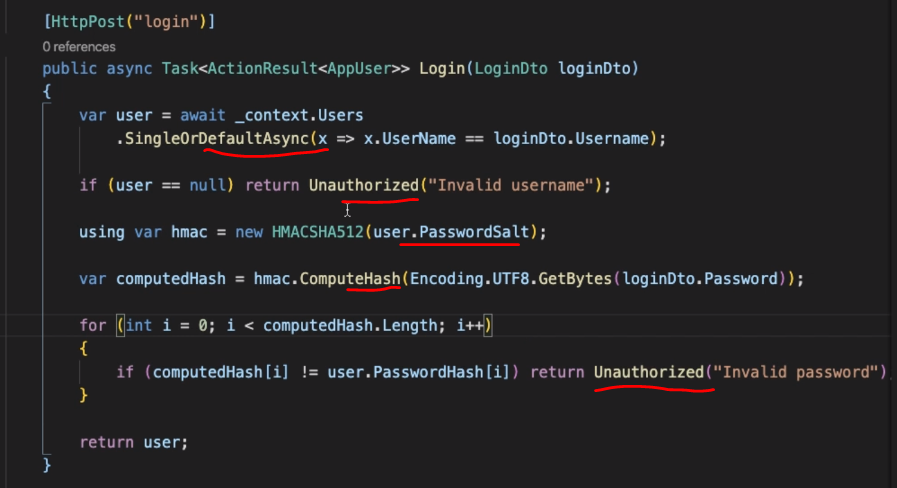 [HttpPost("login")]
0 references
public async Task<ActionResult<AppUser>> Login(LoginDto loginDto)
{
var user = await _context.Users
.SingleOrDefaultAsync(x => x.UserName == loginDto.Username);
if (user == null) return Unauthorized("Invalid username");
using var hmac = new HMACSHA512(user.PasswordSalt);
var computedHash = hmac.ComputeHash(Encoding.UTF8.GetBytes(loginDto.Password));
for (int i = 0; i < computedHash.Length; i++)
{
if (computedHash[i] != user.PasswordHash[i]) return Unauthorized("Invalid password")
}
return user;
}